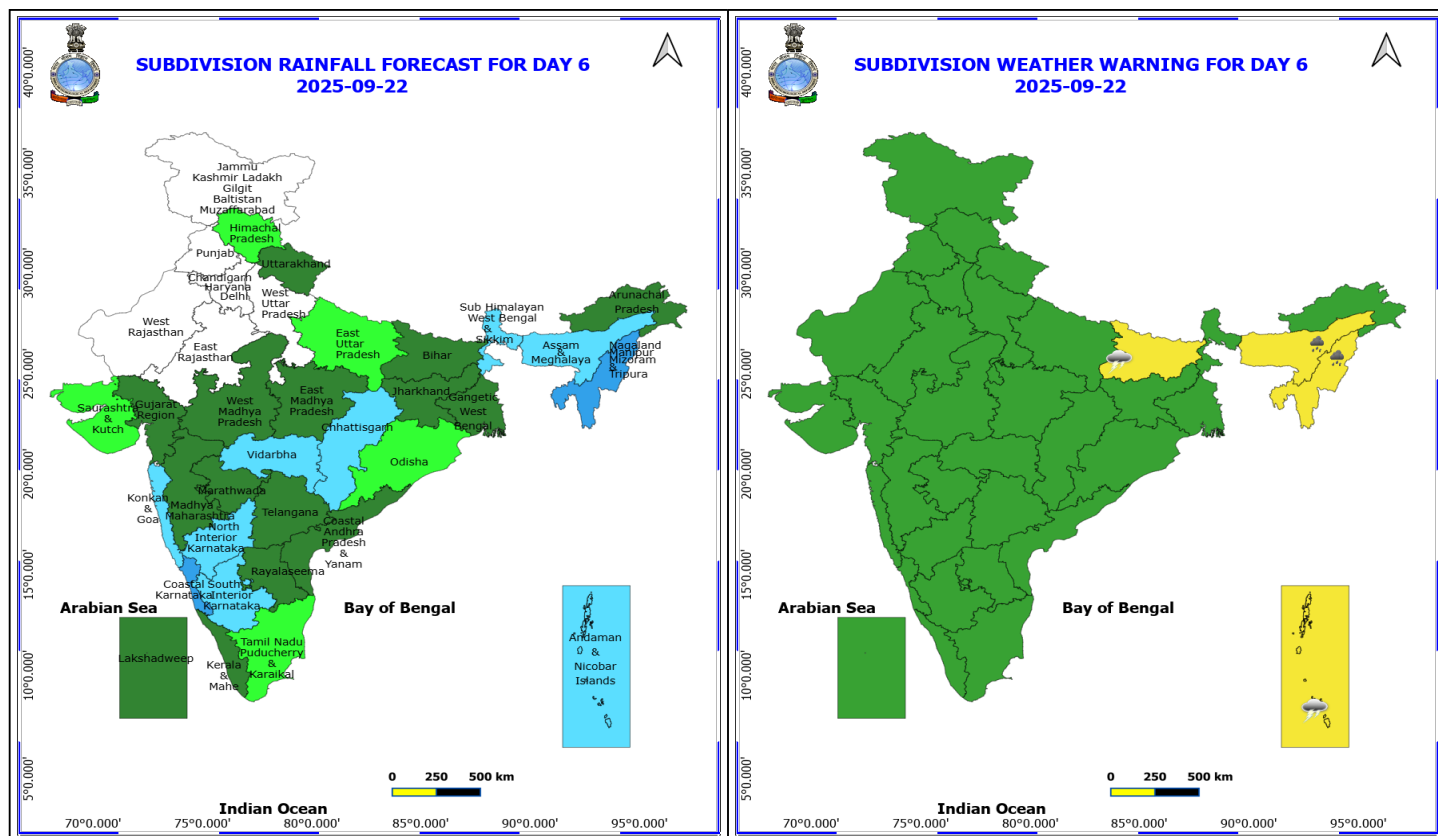 SUBDIVISION RAINFALL FORECAST FOR DAY 6
2025-09-22
40°0.000'
35°0.000'
30°0.000'
25°0.000'
20°0.000'
15°0.000'
10°0.000'
5°0.000'
Jammu
Kashmir Ladakh
Gilgit
Baltistan
Muzaffarabad
Himachal
Pradesh
Punjab
Uttarakhand
Chandigarh
Haryana
Delhi
West
Uttar
Pradesh
West
Rajasthan
East
Rajasthan
East
Uttar
Pradesh
Bihar
Sub Himalayan
West Bengal
&
Sikkim
Arunachal
Pradesh
Assam
&
Meghalaya
Nagaland
Manipur
Mizoram
&
Tripura
Saurashtra
&
Kutch
Gujarat
Region
West
Madhya
Pradesh
East
Madhya
Pradesh
Jharkhand
Gangetic
West
Bengal
Chhattisgarh
Vidarbha
Odisha
Konkan
&
Goa
Marathwada
Madhya
Maharashtra
Telangana
North
Interior
Karnataka
Coastal
Andhra
Pradesh
&
Yanam
Rayalaseema
Coastal
Karnataka
South
Interior
Karnataka
Arabian Sea
Bay of Bengal
Lakshadweep
Tamil Nadu
Puducherry
&
Karaikal
Kerala
&
Mahe
Andaman
&
Nicobar
Islands
0 250 500 km
Indian Ocean
70°0.000' 75°0.000' 80°0.000' 85°0.000' 90°0.000' 95°0.000'
SUBDIVISION WEATHER WARNING FOR DAY 6
2025-09-22
40°0.000'
35°0.000'
30°0.000'
25°0.000'
20°0.000'
15°0.000'
10°0.000'
5°0.000'
Arabian Sea
Bay of Bengal
0 250 500 km
Indian Ocean
70°0.000' 75°0.000' 80°0.000' 85°0.000' 90°0.000' 95°0.000'